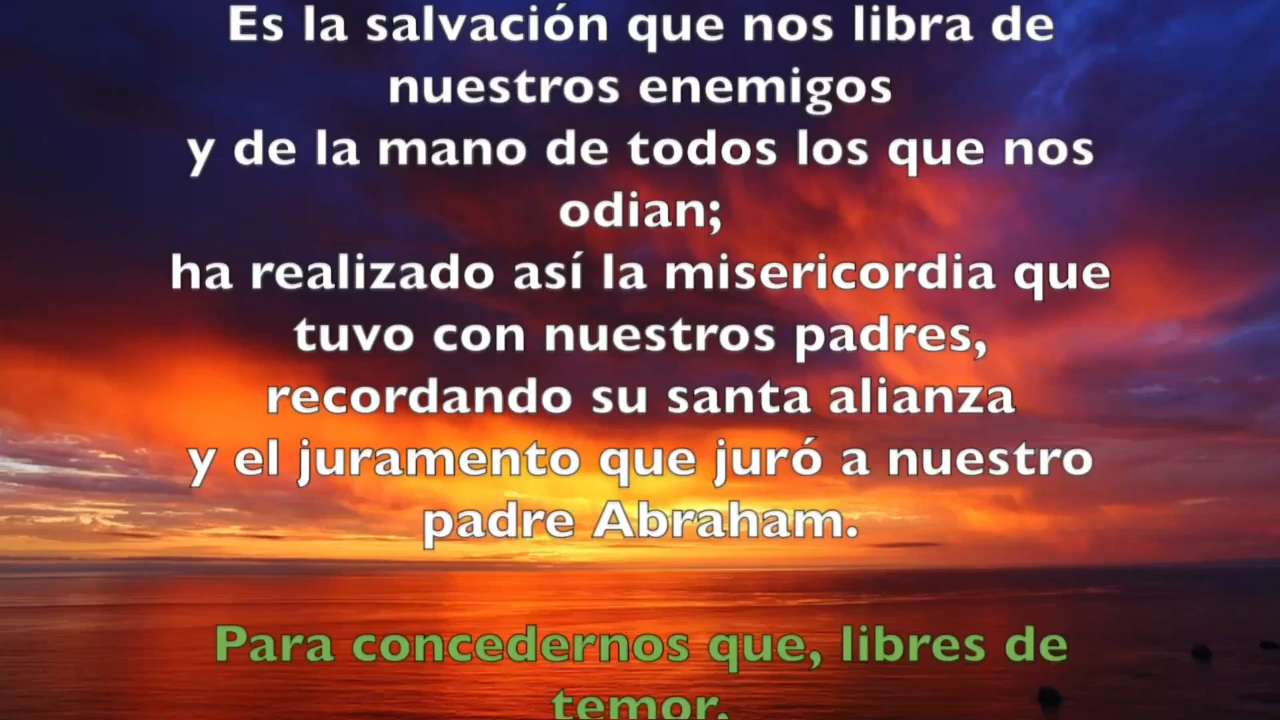 Es la salvación que nos libra de
nuestros enemigos
y de la mano de todos los que nos
odian;
ha realizado así la misericordia que
tuvo con nuestros padres,
recordando su santa alianza
y el juramento que juró a nuestro
padre Abraham.
Para concedernos que, libres de
temor,